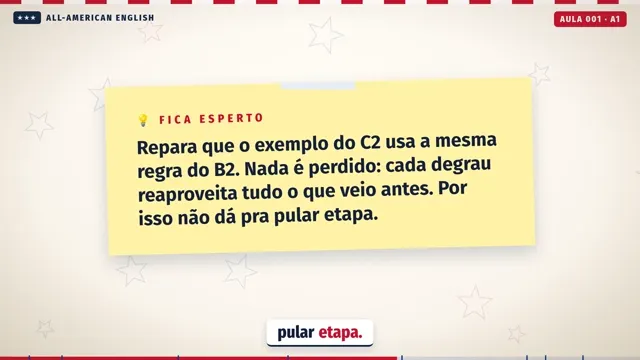 ★★★ ALL-AMERICAN ENGLISH
AULA 001 · A1
💡 FICA ESPERTO
Repara que o exemplo do C2 usa a mesma
regra do B2. Nada é perdido: cada degrau
reaproveita tudo o que veio antes. Por
isso não dá pra pular etapa.
pular etapa.